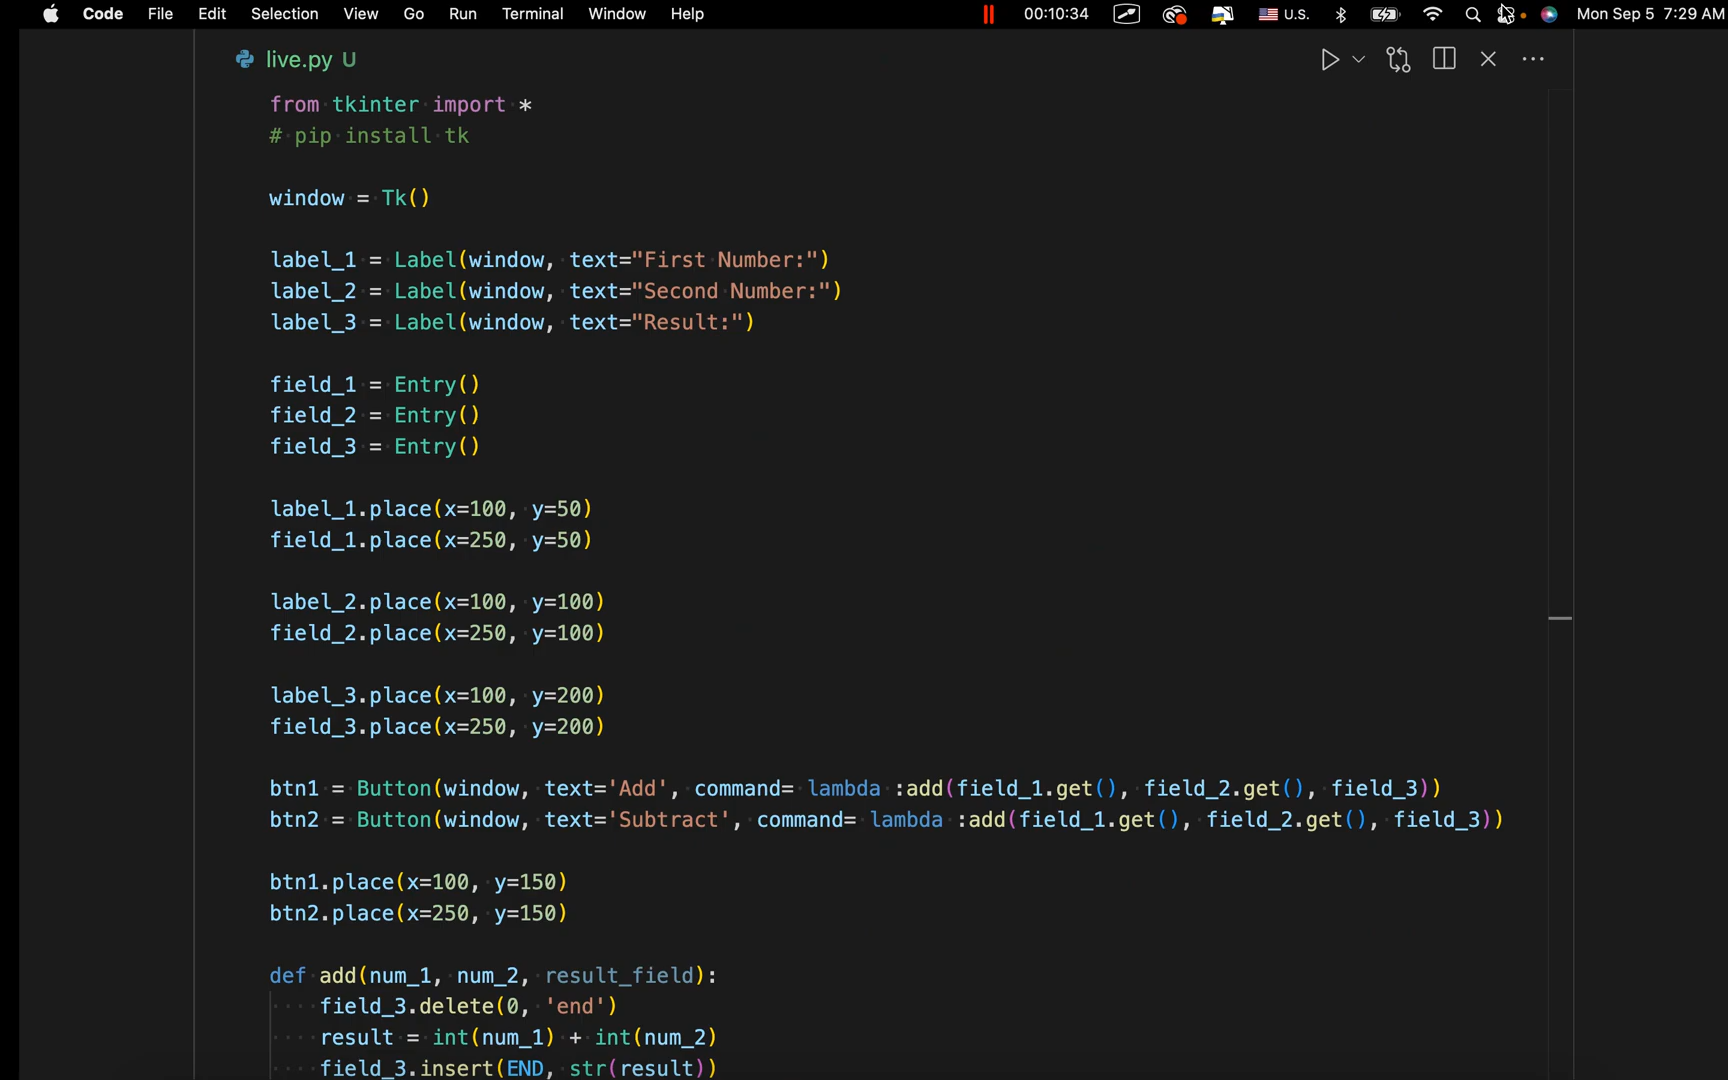 Code File Edit Selection View Go Run Terminal Window Help 00:10:34 U.S. Mon Sep 5 7:29 AM
live.py U
from tkinter import *
# pip install tk
window = Tk()
label_1 = Label(window, text="First Number:")
label_2 = Label(window, text="Second Number:")
label_3 = Label(window, text="Result:")
field_1 = Entry()
field_2 = Entry()
field_3 = Entry()
label_1.place(x=100, y=50)
field_1.place(x=250, y=50)
label_2.place(x=100, y=100)
field_2.place(x=250, y=100)
label_3.place(x=100, y=200)
field_3.place(x=250, y=200)
btn1 = Button(window, text='Add', command= lambda :add(field_1.get(), field_2.get(), field_3))
btn2 = Button(window, text='Subtract', command= lambda :add(field_1.get(), field_2.get(), field_3))
btn1.place(x=100, y=150)
btn2.place(x=250, y=150)
def add(num_1, num_2, result_field):
    field_3.delete(0, 'end')
    result = int(num_1) + int(num_2)
    field_3.insert(END, str(result))